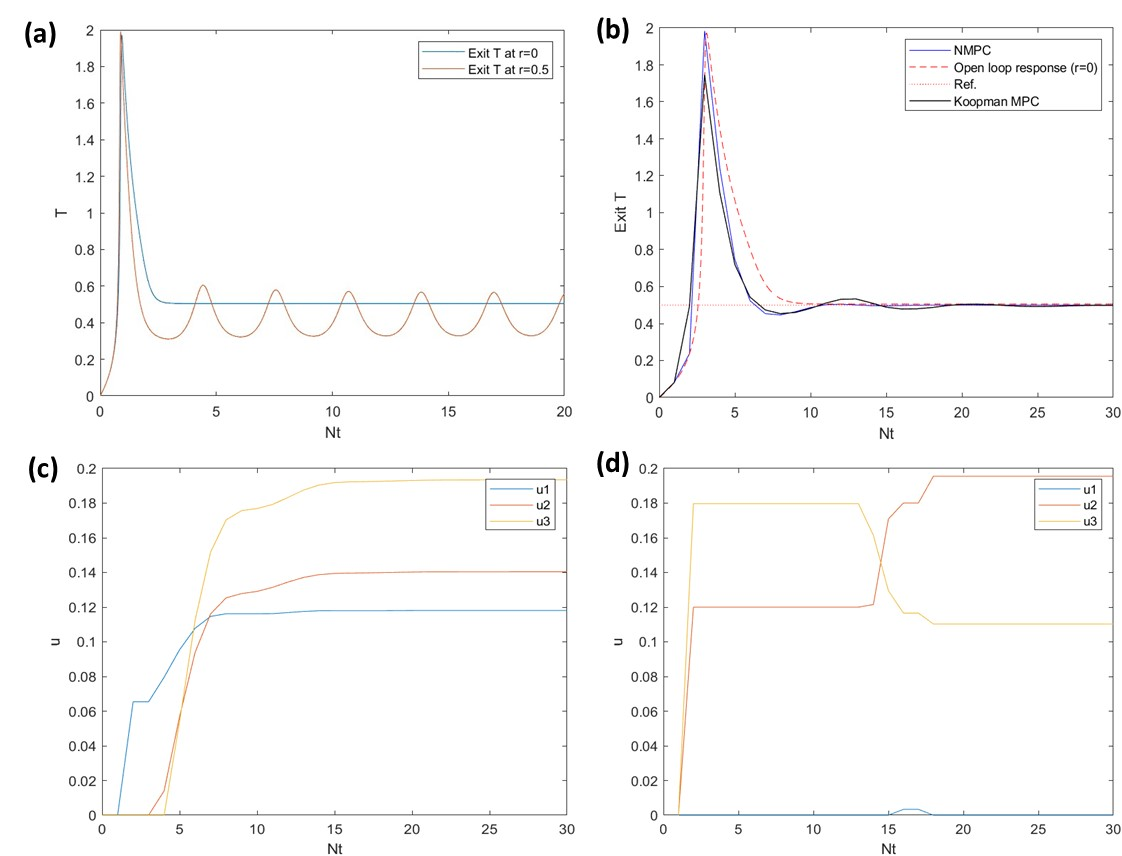 (a)
2
1.8
1.6
1.4
1.2
1
0.8
0.6
0.4
0.2
0
T
0 5 10 15 20
Nt
Exit T at r=0
Exit T at r=0.5
(b)
2
1.8
1.6
1.4
1.2
1
0.8
0.6
0.4
0.2
0
Exit T
0 5 10 15 20 25 30
Nt
NMPC
Open loop response (r=0)
Ref.
Koopman MPC
(c)
0.2
0.18
0.16
0.14
0.12
0.1
0.08
0.06
0.04
0.02
0
u
0 5 10 15 20 25 30
Nt
u1
u2
u3
(d)
0.2
0.18
0.16
0.14
0.12
0.1
0.08
0.06
0.04
0.02
0
u
0 5 10 15 20 25 30
Nt
u1
u2
u3